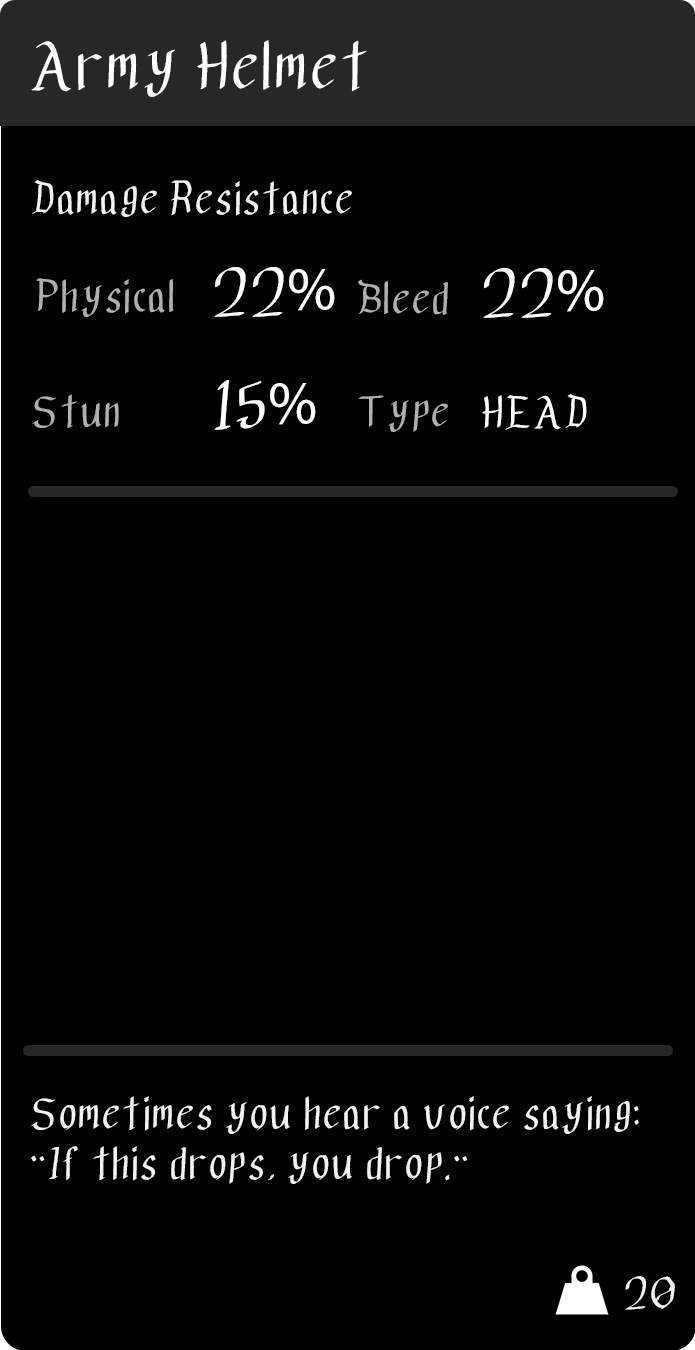 Army Helmet
Damage Resistance
Physical 22% Bleed 22%
Stun 15% Type HEAD
Sometimes you hear a voice saying:
"If this drops, you drop."
20